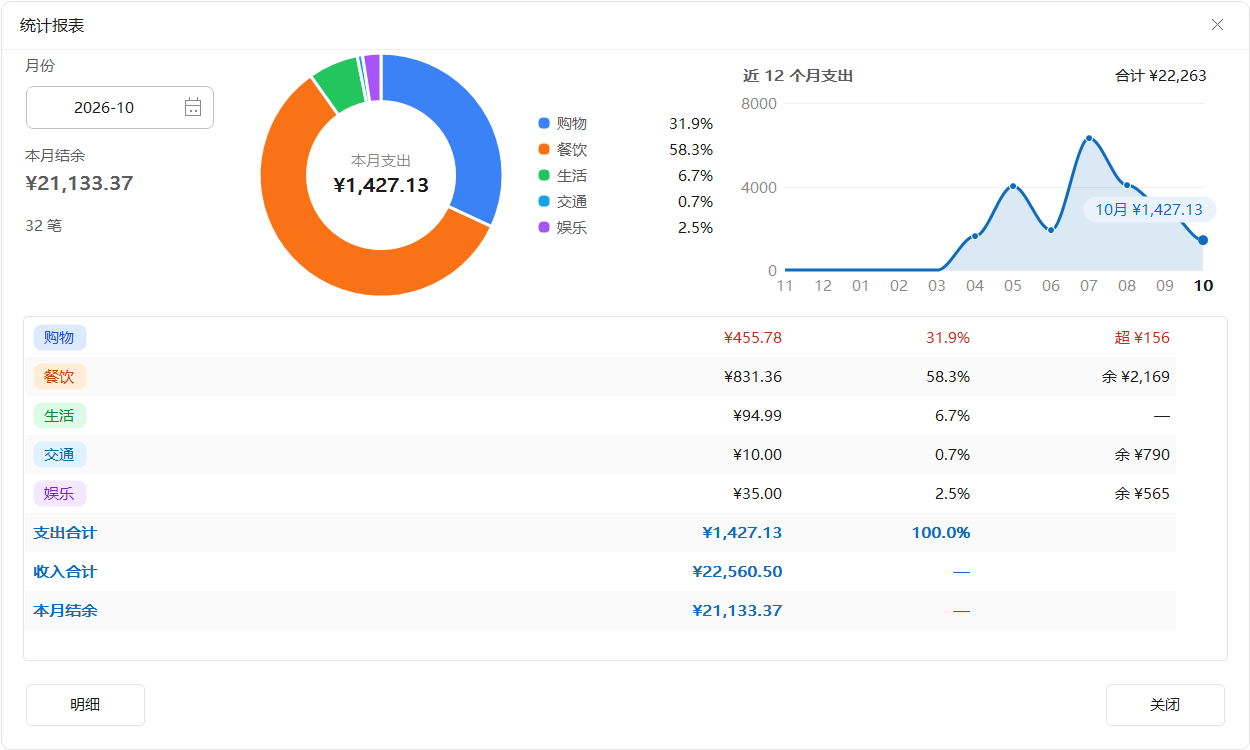 统计报表
月份
2026-10
本月结余
¥21,133.37
32 笔
本月支出
¥1,427.13
购物 31.9%
餐饮 58.3%
生活 6.7%
交通 0.7%
娱乐 2.5%
近 12 个月支出 合计 ¥22,263
8000
4000
0
10月 ¥1,427.13
11 12 01 02 03 04 05 06 07 08 09 10
购物 ¥455.78 31.9% 超 ¥156
餐饮 ¥831.36 58.3% 余 ¥2,169
生活 ¥94.99 6.7% —
交通 ¥10.00 0.7% 余 ¥790
娱乐 ¥35.00 2.5% 余 ¥565
支出合计 ¥1,427.13 100.0%
收入合计 ¥22,560.50 —
本月结余 ¥21,133.37 —
明细 关闭